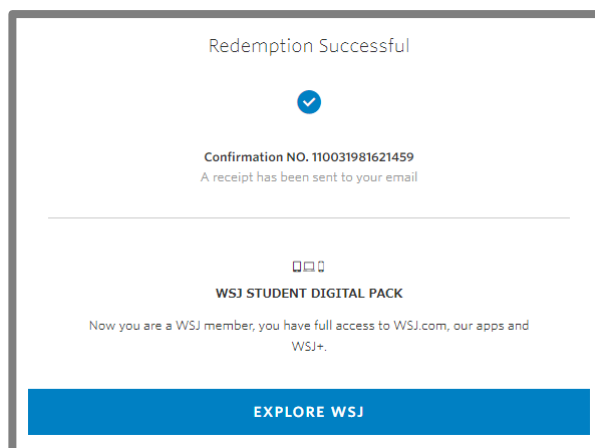 Redemption Successful
Confirmation NO. 110031981621459
A receipt has been sent to your email
WSJ STUDENT DIGITAL PACK
Now you are a WSJ member, you have full access to WSJ.com, our apps and
WSJ+.
EXPLORE WSJ